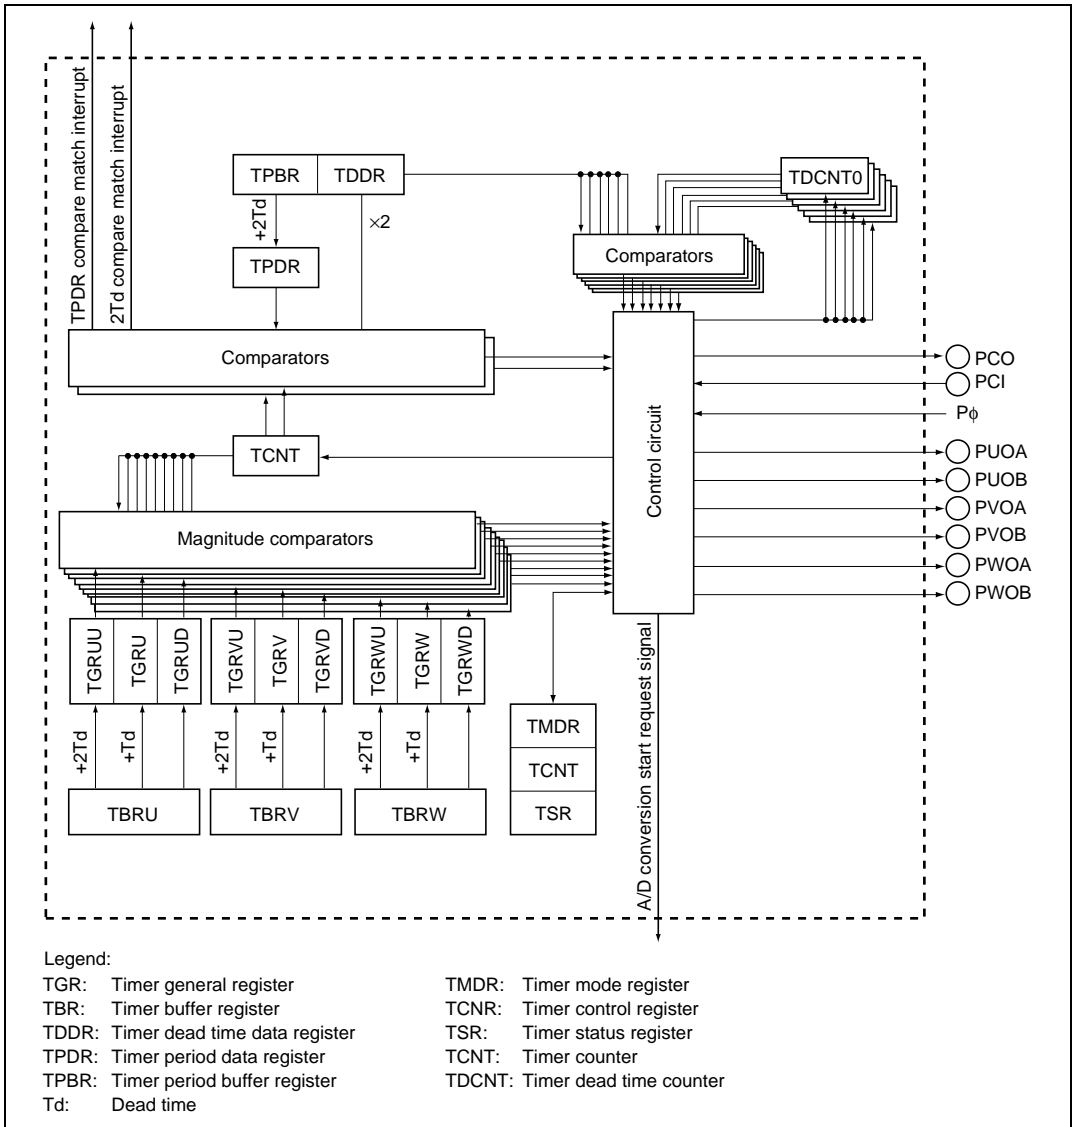 TPDR compare match interrupt
2Td compare match interrupt
TPBR TDDR
TDCNT0
+2Td
×2
TPDR
Comparators
Comparators
PCO
PCI
Pϕ
TCNT
Control circuit
PUOA
PUOB
PVOA
PVOB
PWOA
PWOB
Magnitude comparators
TGRUU TGRU TGRUD TGRVU TGRV TGRVD TGRWU TGRW TGRWD
+2Td +Td +2Td +Td +2Td +Td
TBRU TBRV TBRW
TMDR
TCNT
TSR
A/D conversion start request signal
Legend:
TGR: Timer general register
TBR: Timer buffer register
TDDR: Timer dead time data register
TPDR: Timer period data register
TPBR: Timer period buffer register
Td: Dead time
TMDR: Timer mode register
TCNR: Timer control register
TSR: Timer status register
TCNT: Timer counter
TDCNT: Timer dead time counter